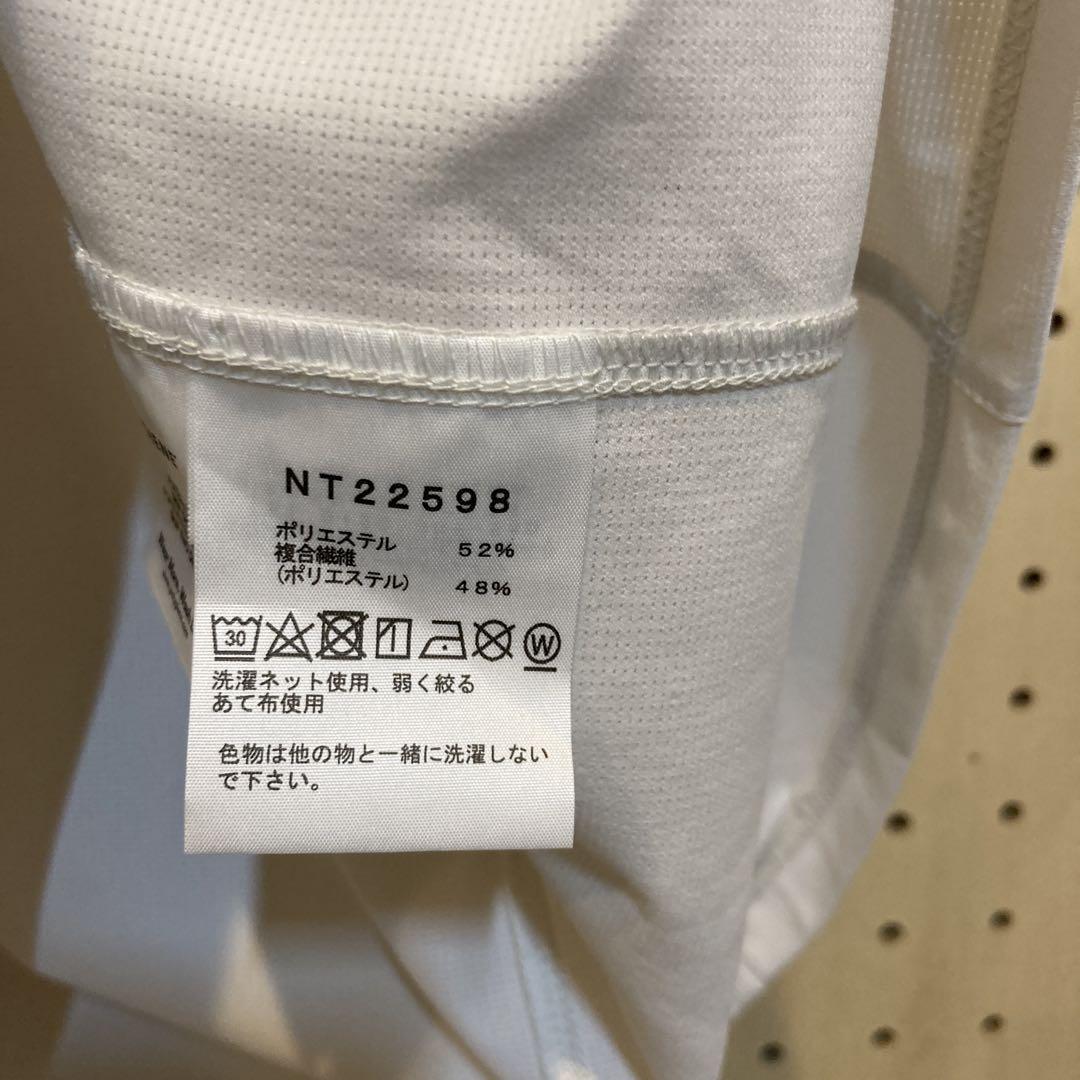 NT22598
ポリエステル 52%
複合繊維
(ポリエステル) 48%
30 W
洗濯ネット使用、弱く絞る
あて布使用
色物は他の物と一緒に洗濯しない
で下さい。